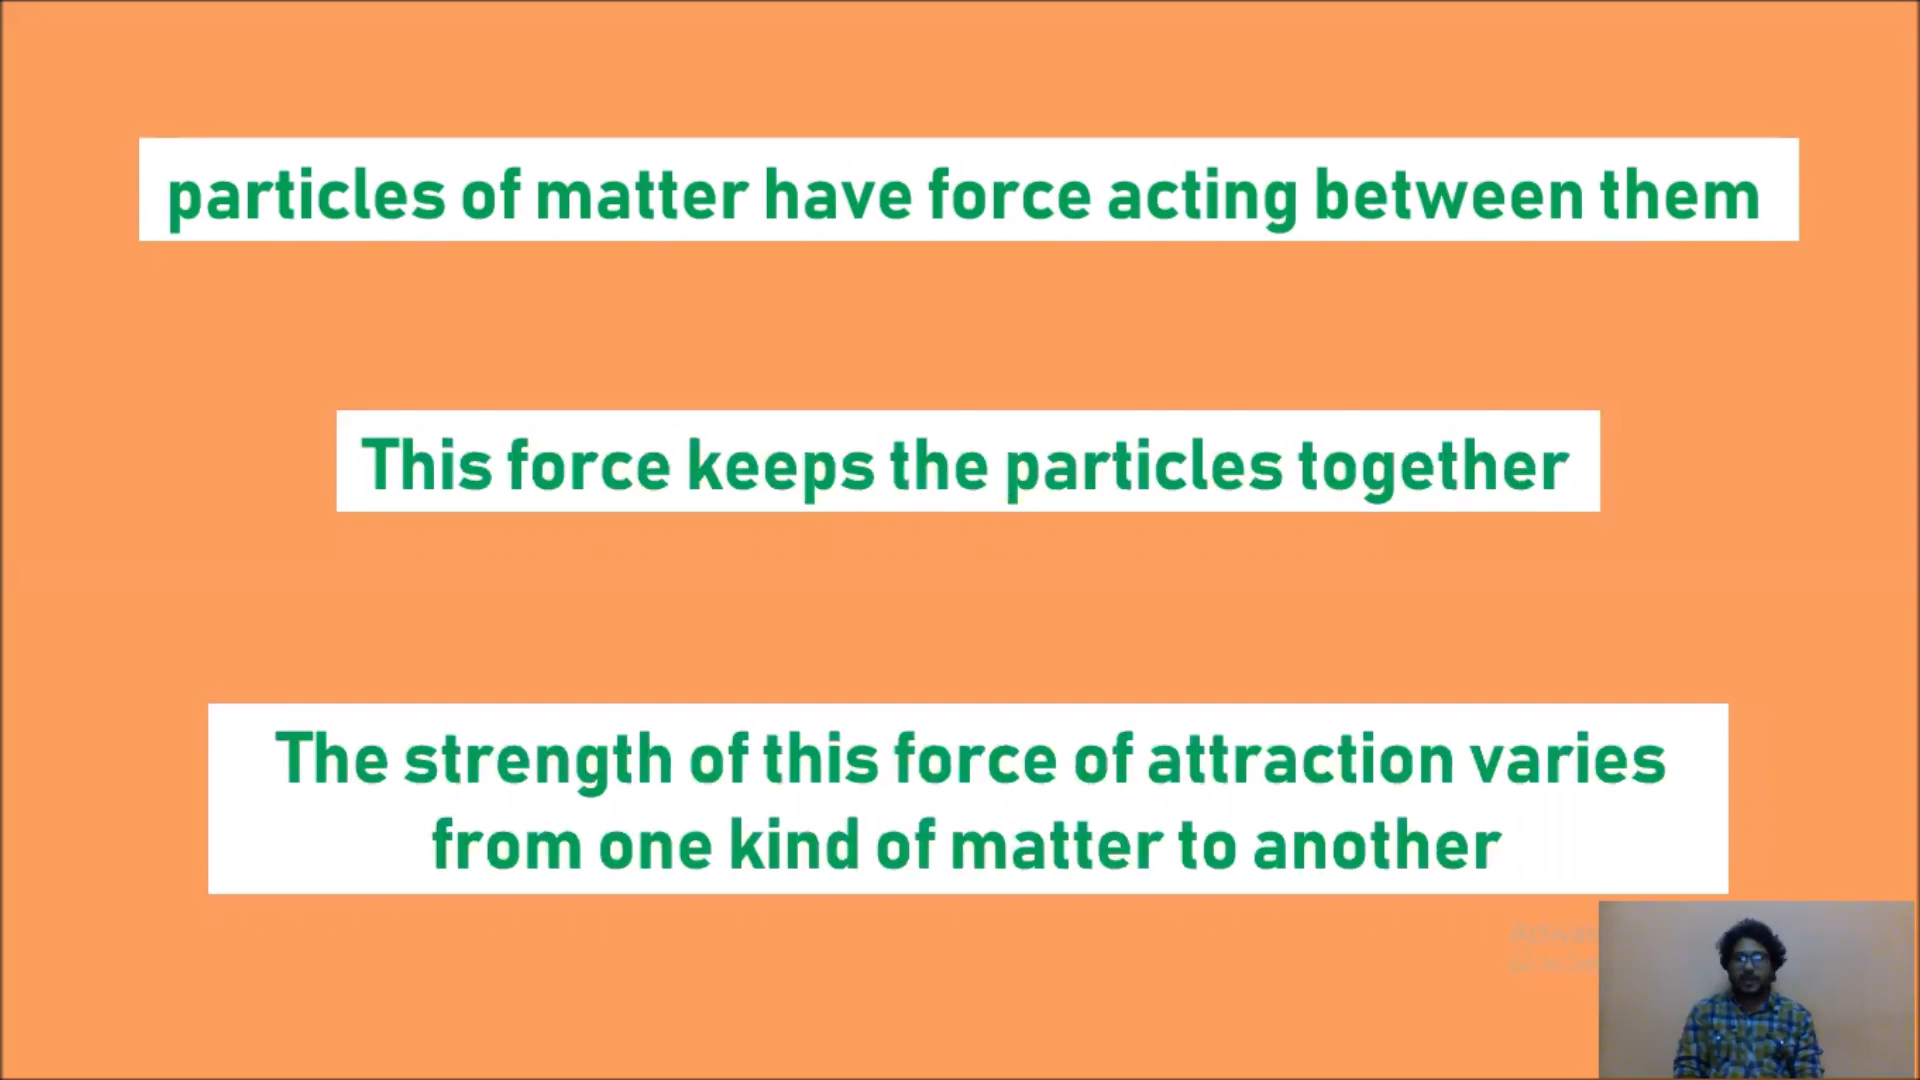 particles of matter have force acting between them
This force keeps the particles together
The strength of this force of attraction varies
from one kind of matter to another